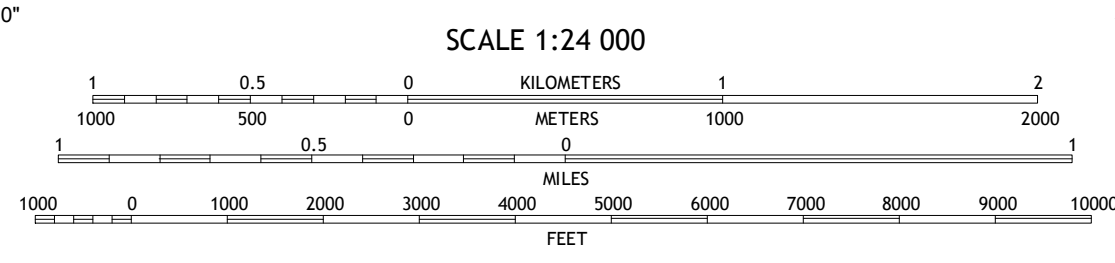 0"
SCALE 1:24 000
1 0.5 0 KILOMETERS 1 2
1000 500 0 METERS 1000 2000
1 0.5 0 1
MILES
1000 0 1000 2000 3000 4000 5000 6000 7000 8000 9000 10000
FEET